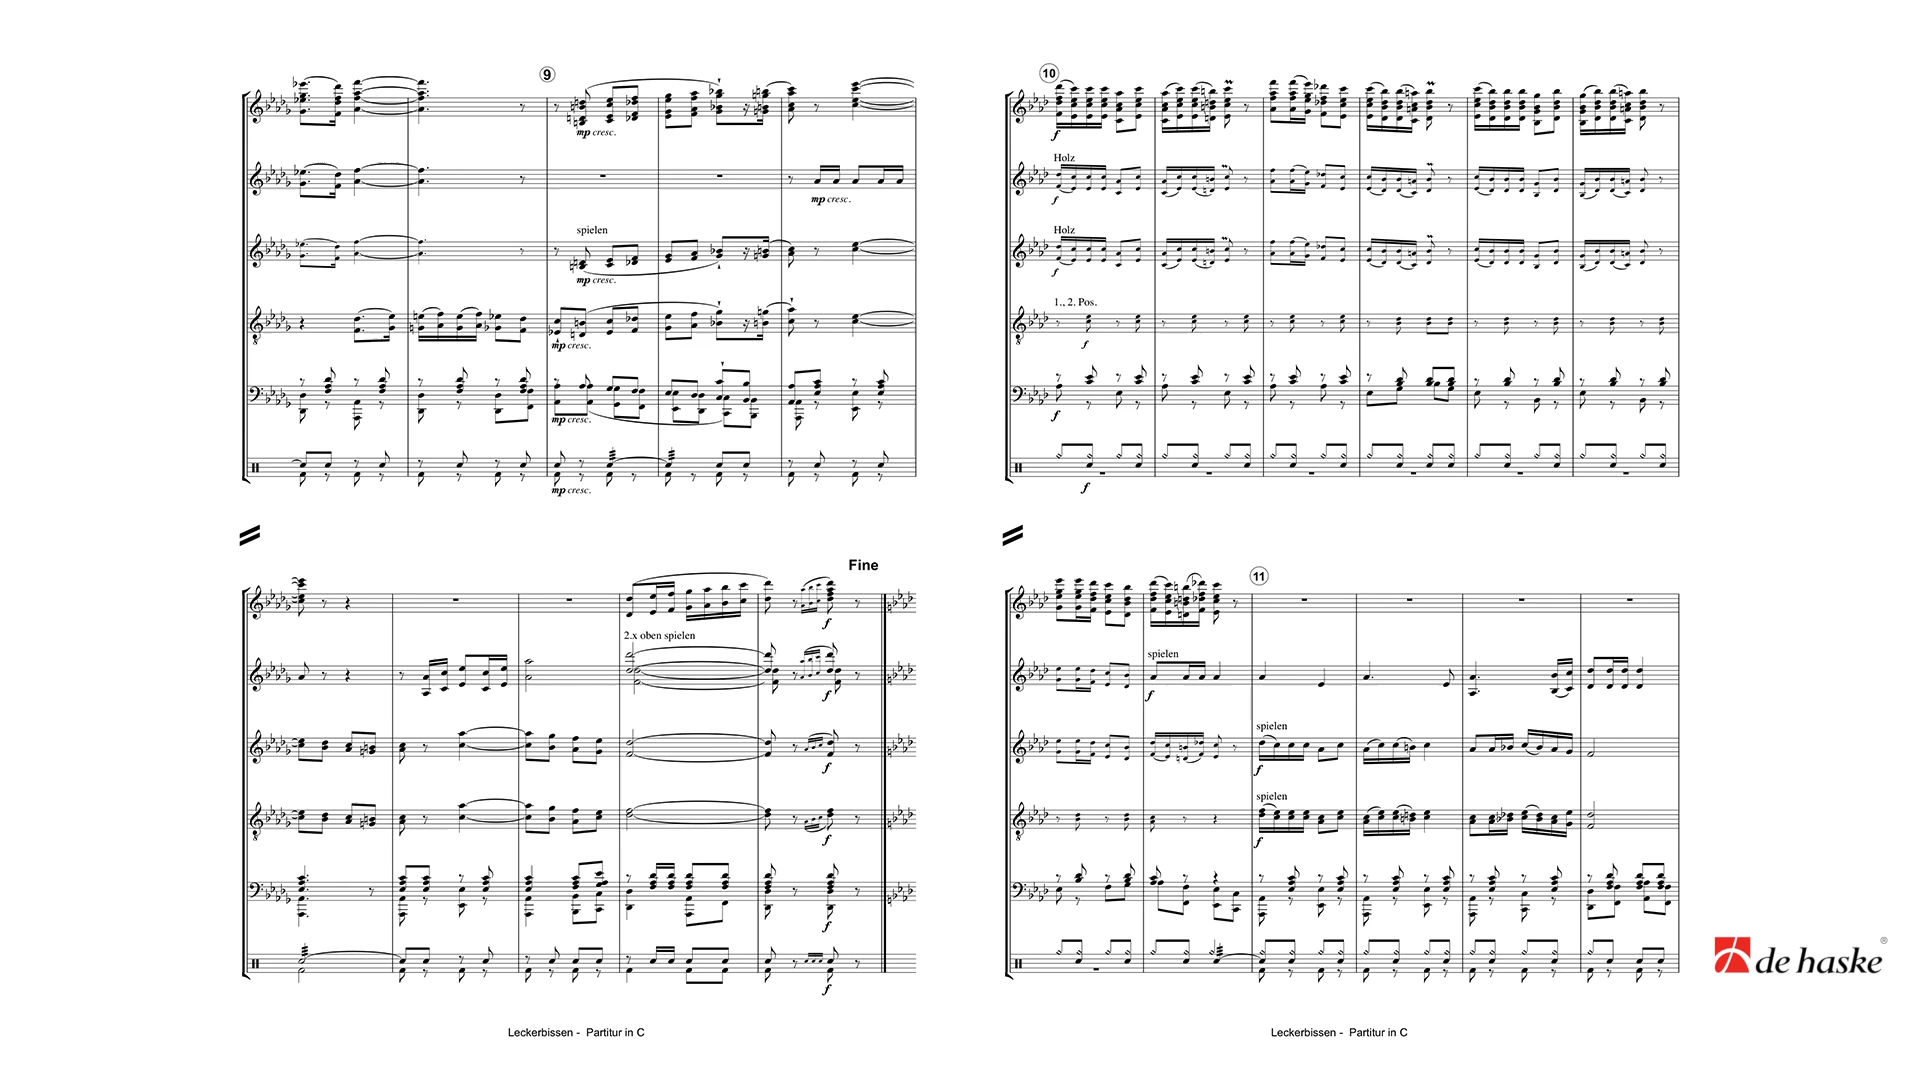 9
mp cresc.
mp cresc.
spielen
mp cresc.
mp cresc.
mp cresc.
mp cresc.
Fine
f
2.x oben spielen
f
f
f
f
f
Leckerbissen - Partitur in C
10
f
Holz
f
Holz
f
1., 2. Pos.
f
f
f
11
spielen
f
spielen
f
spielen
f
Leckerbissen - Partitur in C
de haske®